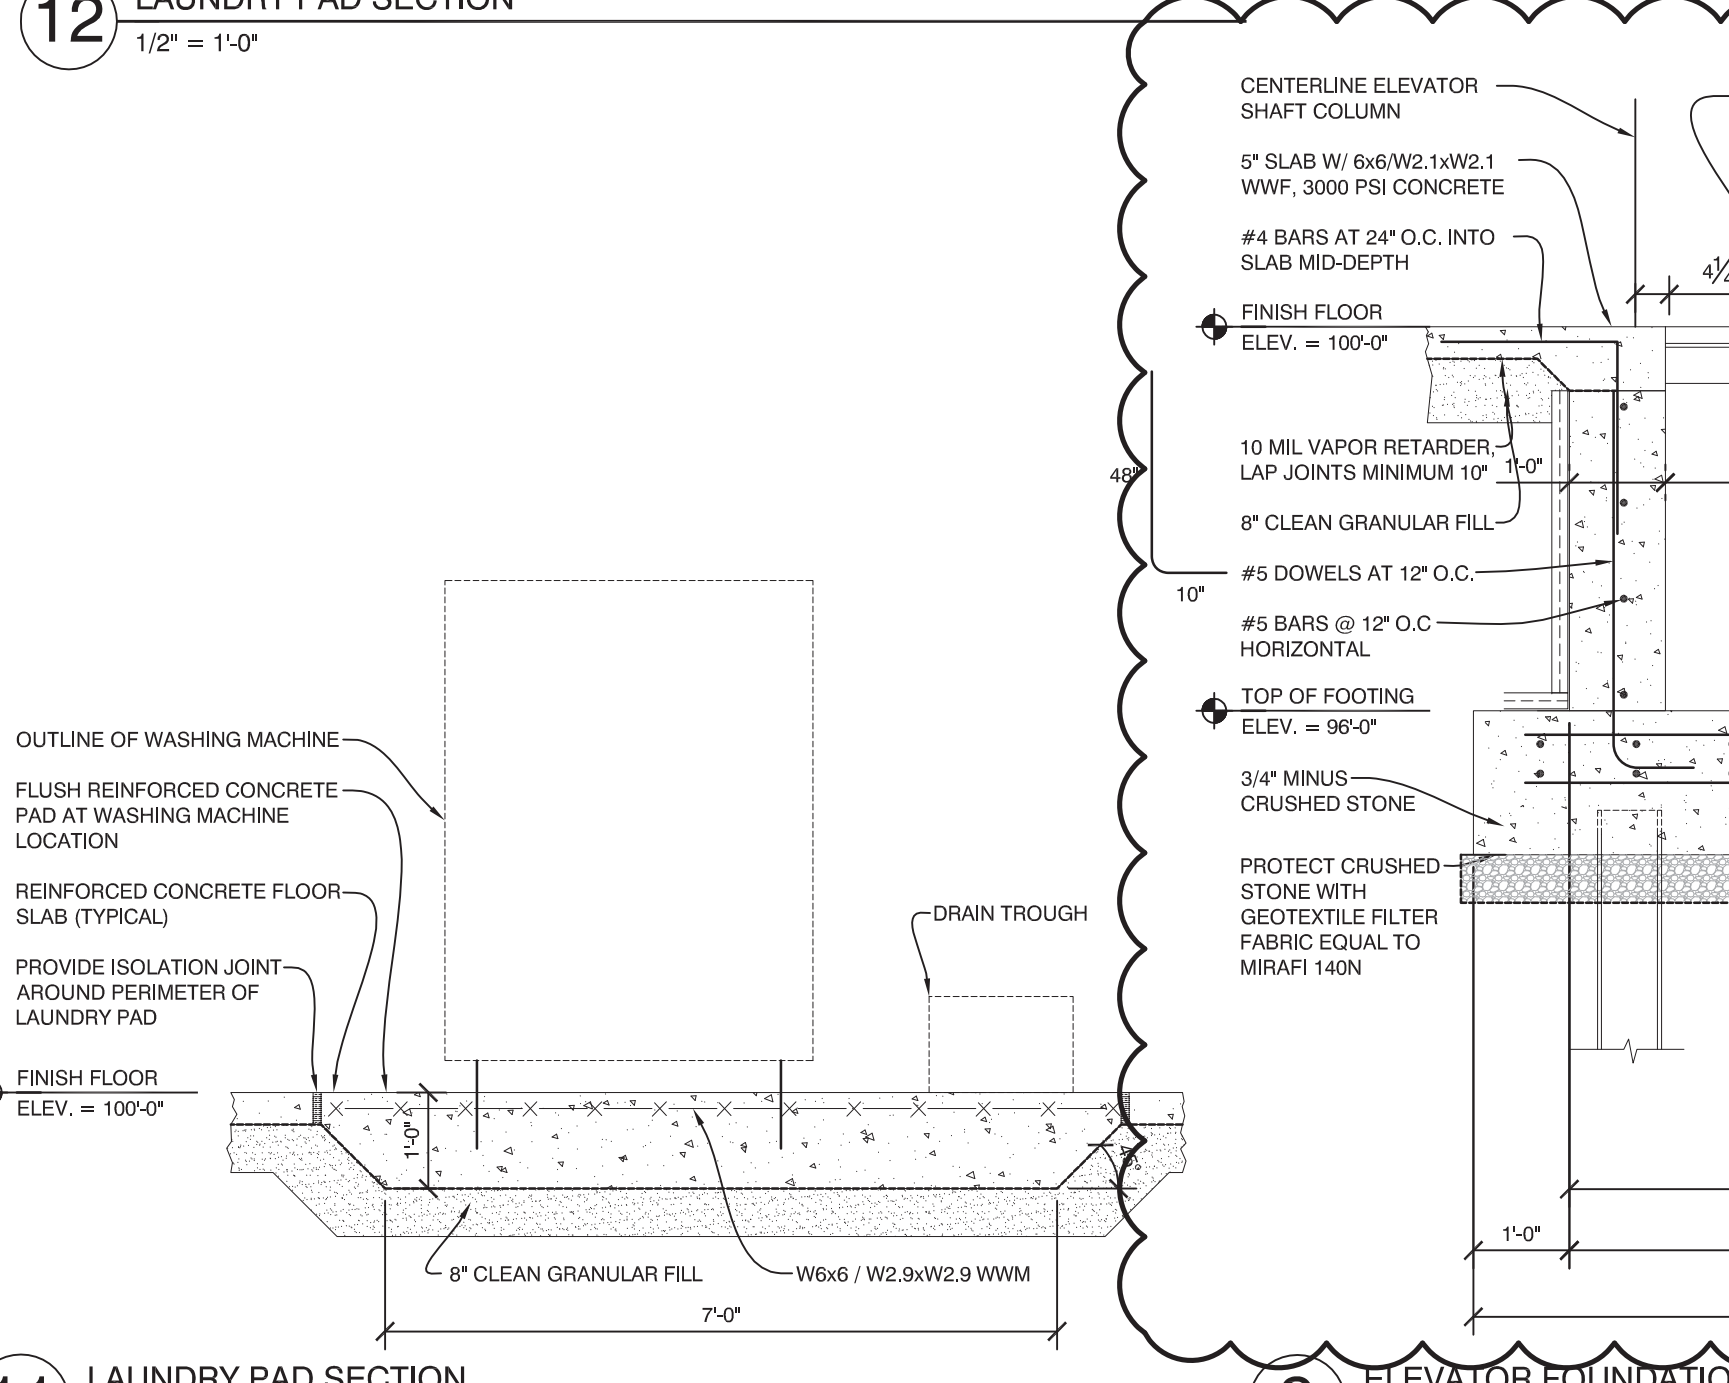 12
LAUNDRY PAD SECTION
1/2" = 1'-0"
OUTLINE OF WASHING MACHINE
FLUSH REINFORCED CONCRETE
PAD AT WASHING MACHINE
LOCATION
REINFORCED CONCRETE FLOOR
SLAB (TYPICAL)
PROVIDE ISOLATION JOINT
AROUND PERIMETER OF
LAUNDRY PAD
FINISH FLOOR
ELEV. = 100'-0"
DRAIN TROUGH
1'-0"
45°
8" CLEAN GRANULAR FILL
W6x6 / W2.9xW2.9 WWM
7'-0"
LAUNDRY PAD SECTION
CENTERLINE ELEVATOR
SHAFT COLUMN
5" SLAB W/ 6x6/W2.1xW2.1
WWF, 3000 PSI CONCRETE
#4 BARS AT 24" O.C. INTO
SLAB MID-DEPTH
4 1/4
FINISH FLOOR
ELEV. = 100'-0"
10 MIL VAPOR RETARDER,
LAP JOINTS MINIMUM 10"
1'-0"
48"
8" CLEAN GRANULAR FILL
#5 DOWELS AT 12" O.C.
10"
#5 BARS @ 12" O.C
HORIZONTAL
TOP OF FOOTING
ELEV. = 96'-0"
3/4" MINUS
CRUSHED STONE
PROTECT CRUSHED
STONE WITH
GEOTEXTILE FILTER
FABRIC EQUAL TO
MIRAFI 140N
1'-0"
ELEVATOR FOUNDATIO